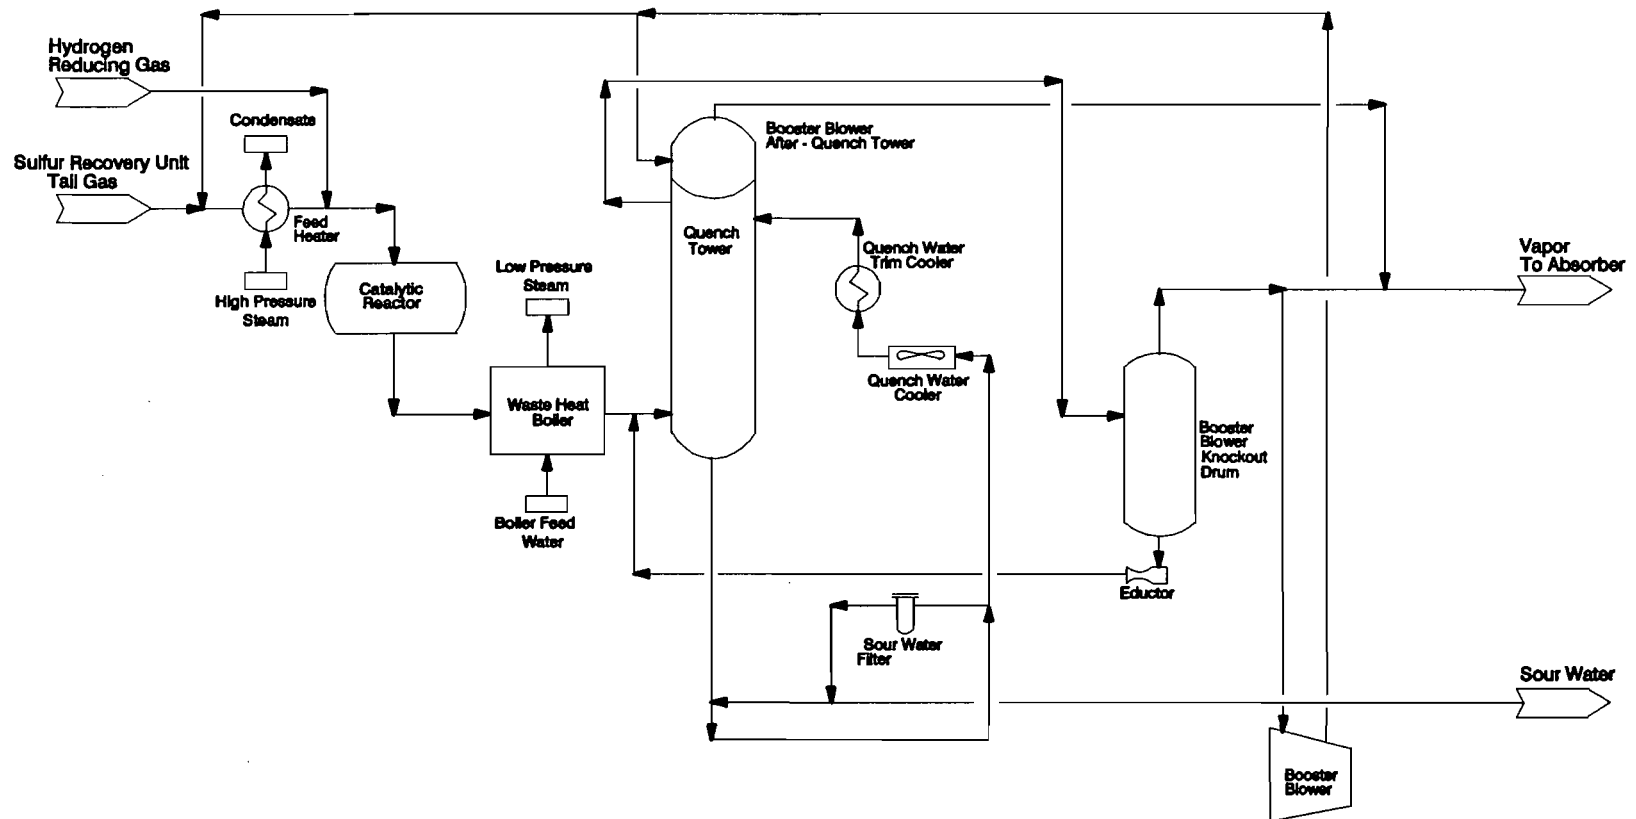 Hydrogen
Reducing Gas
Condensate
Sulfur Recovery Unit
Tail Gas
Feed
Heater
High Pressure
Steam
Catalytic
Reactor
Low Pressure
Steam
Waste Heat
Boiler
Boiler Feed
Water
Booster Blower
After - Quench Tower
Quench
Tower
Quench Water
Trim Cooler
Quench Water
Cooler
Vapor
To Absorber
Booster
Blower
Knockout
Drum
Eductor
Sour Water
Filter
Sour Water
Booster
Blower